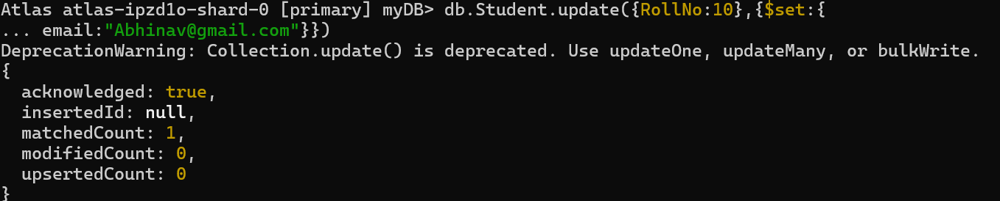 Atlas atlas-ipzd1o-shard-0 [primary] myDB> db.Student.update({RollNo:10},{$set:{
... email:"Abhinav@gmail.com"}})
DeprecationWarning: Collection.update() is deprecated. Use updateOne, updateMany, or bulkWrite.
{
  acknowledged: true,
  insertedId: null,
  matchedCount: 1,
  modifiedCount: 0,
  upsertedCount: 0
}